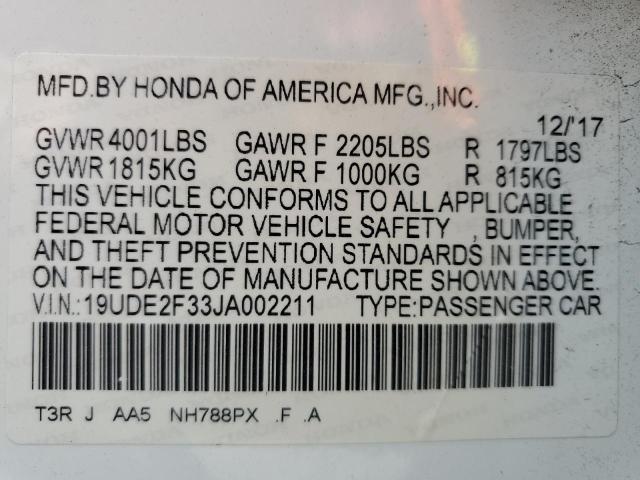 MFD.BY HONDA OF AMERICA MFG.,INC.
12/'17
GVWR 4001LBS GAWR F 2205LBS R 1797LBS
GVWR 1815KG GAWR F 1000KG R 815KG
THIS VEHICLE CONFORMS TO ALL APPLICABLE
FEDERAL MOTOR VEHICLE SAFETY , BUMPER,
AND THEFT PREVENTION STANDARDS IN EFFECT
ON THE DATE OF MANUFACTURE SHOWN ABOVE.
V.I.N.:19UDE2F33JA002211 TYPE:PASSENGER CAR
T3R J AA5 NH788PX .F .A